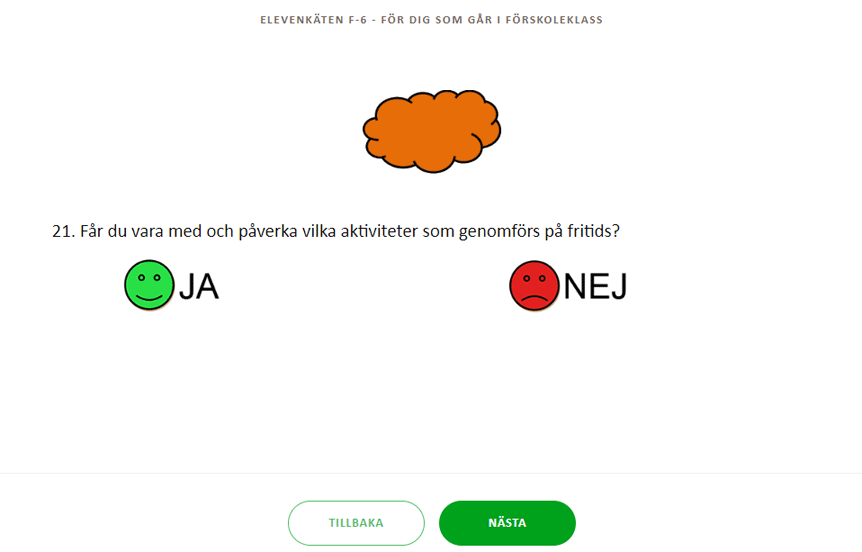 ELEVENKÄTEN F-6 - FÖR DIG SOM GÅR I FÖRSKOLEKLASS
21. Får du vara med och påverka vilka aktiviteter som genomförs på fritids?
JA
NEJ
TILLBAKA
NÄSTA